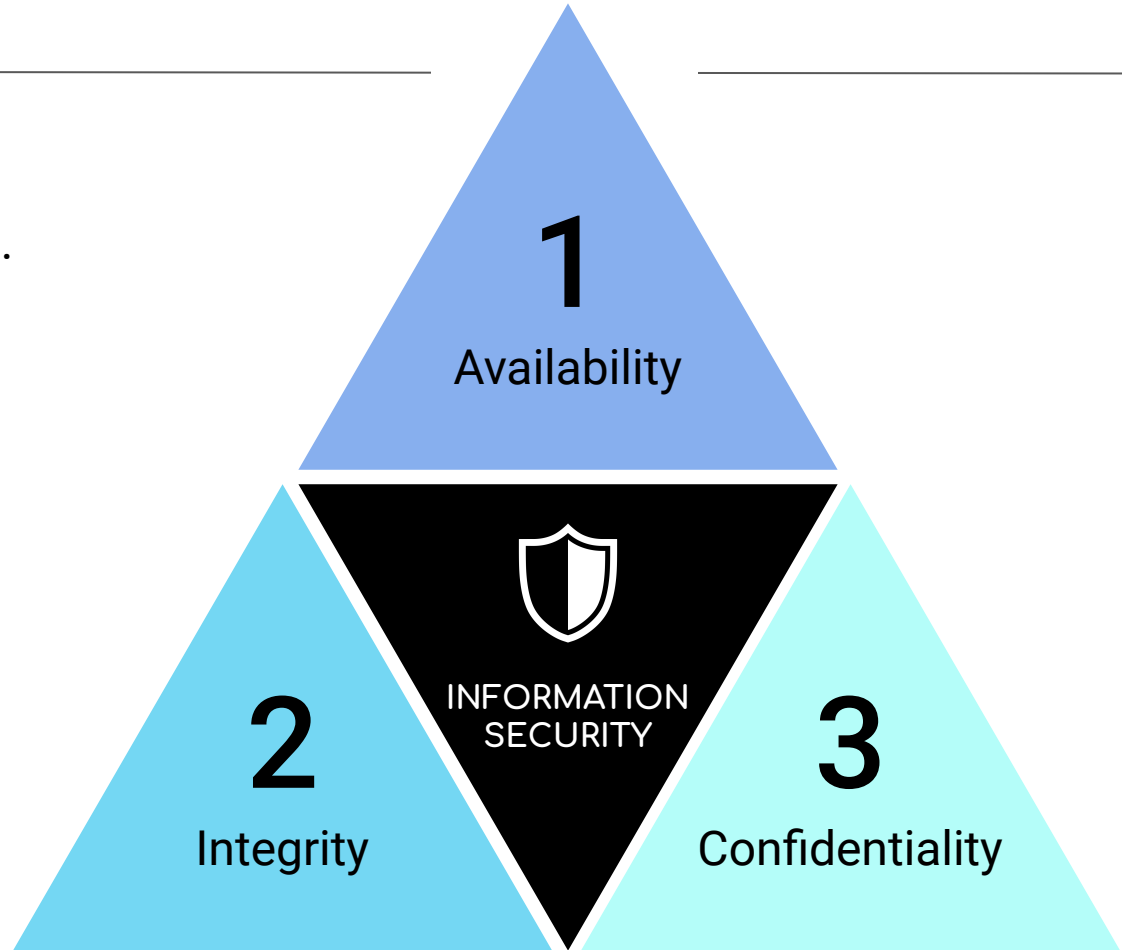 .
1
Availability
INFORMATION
SECURITY
2
Integrity
3
Confidentiality